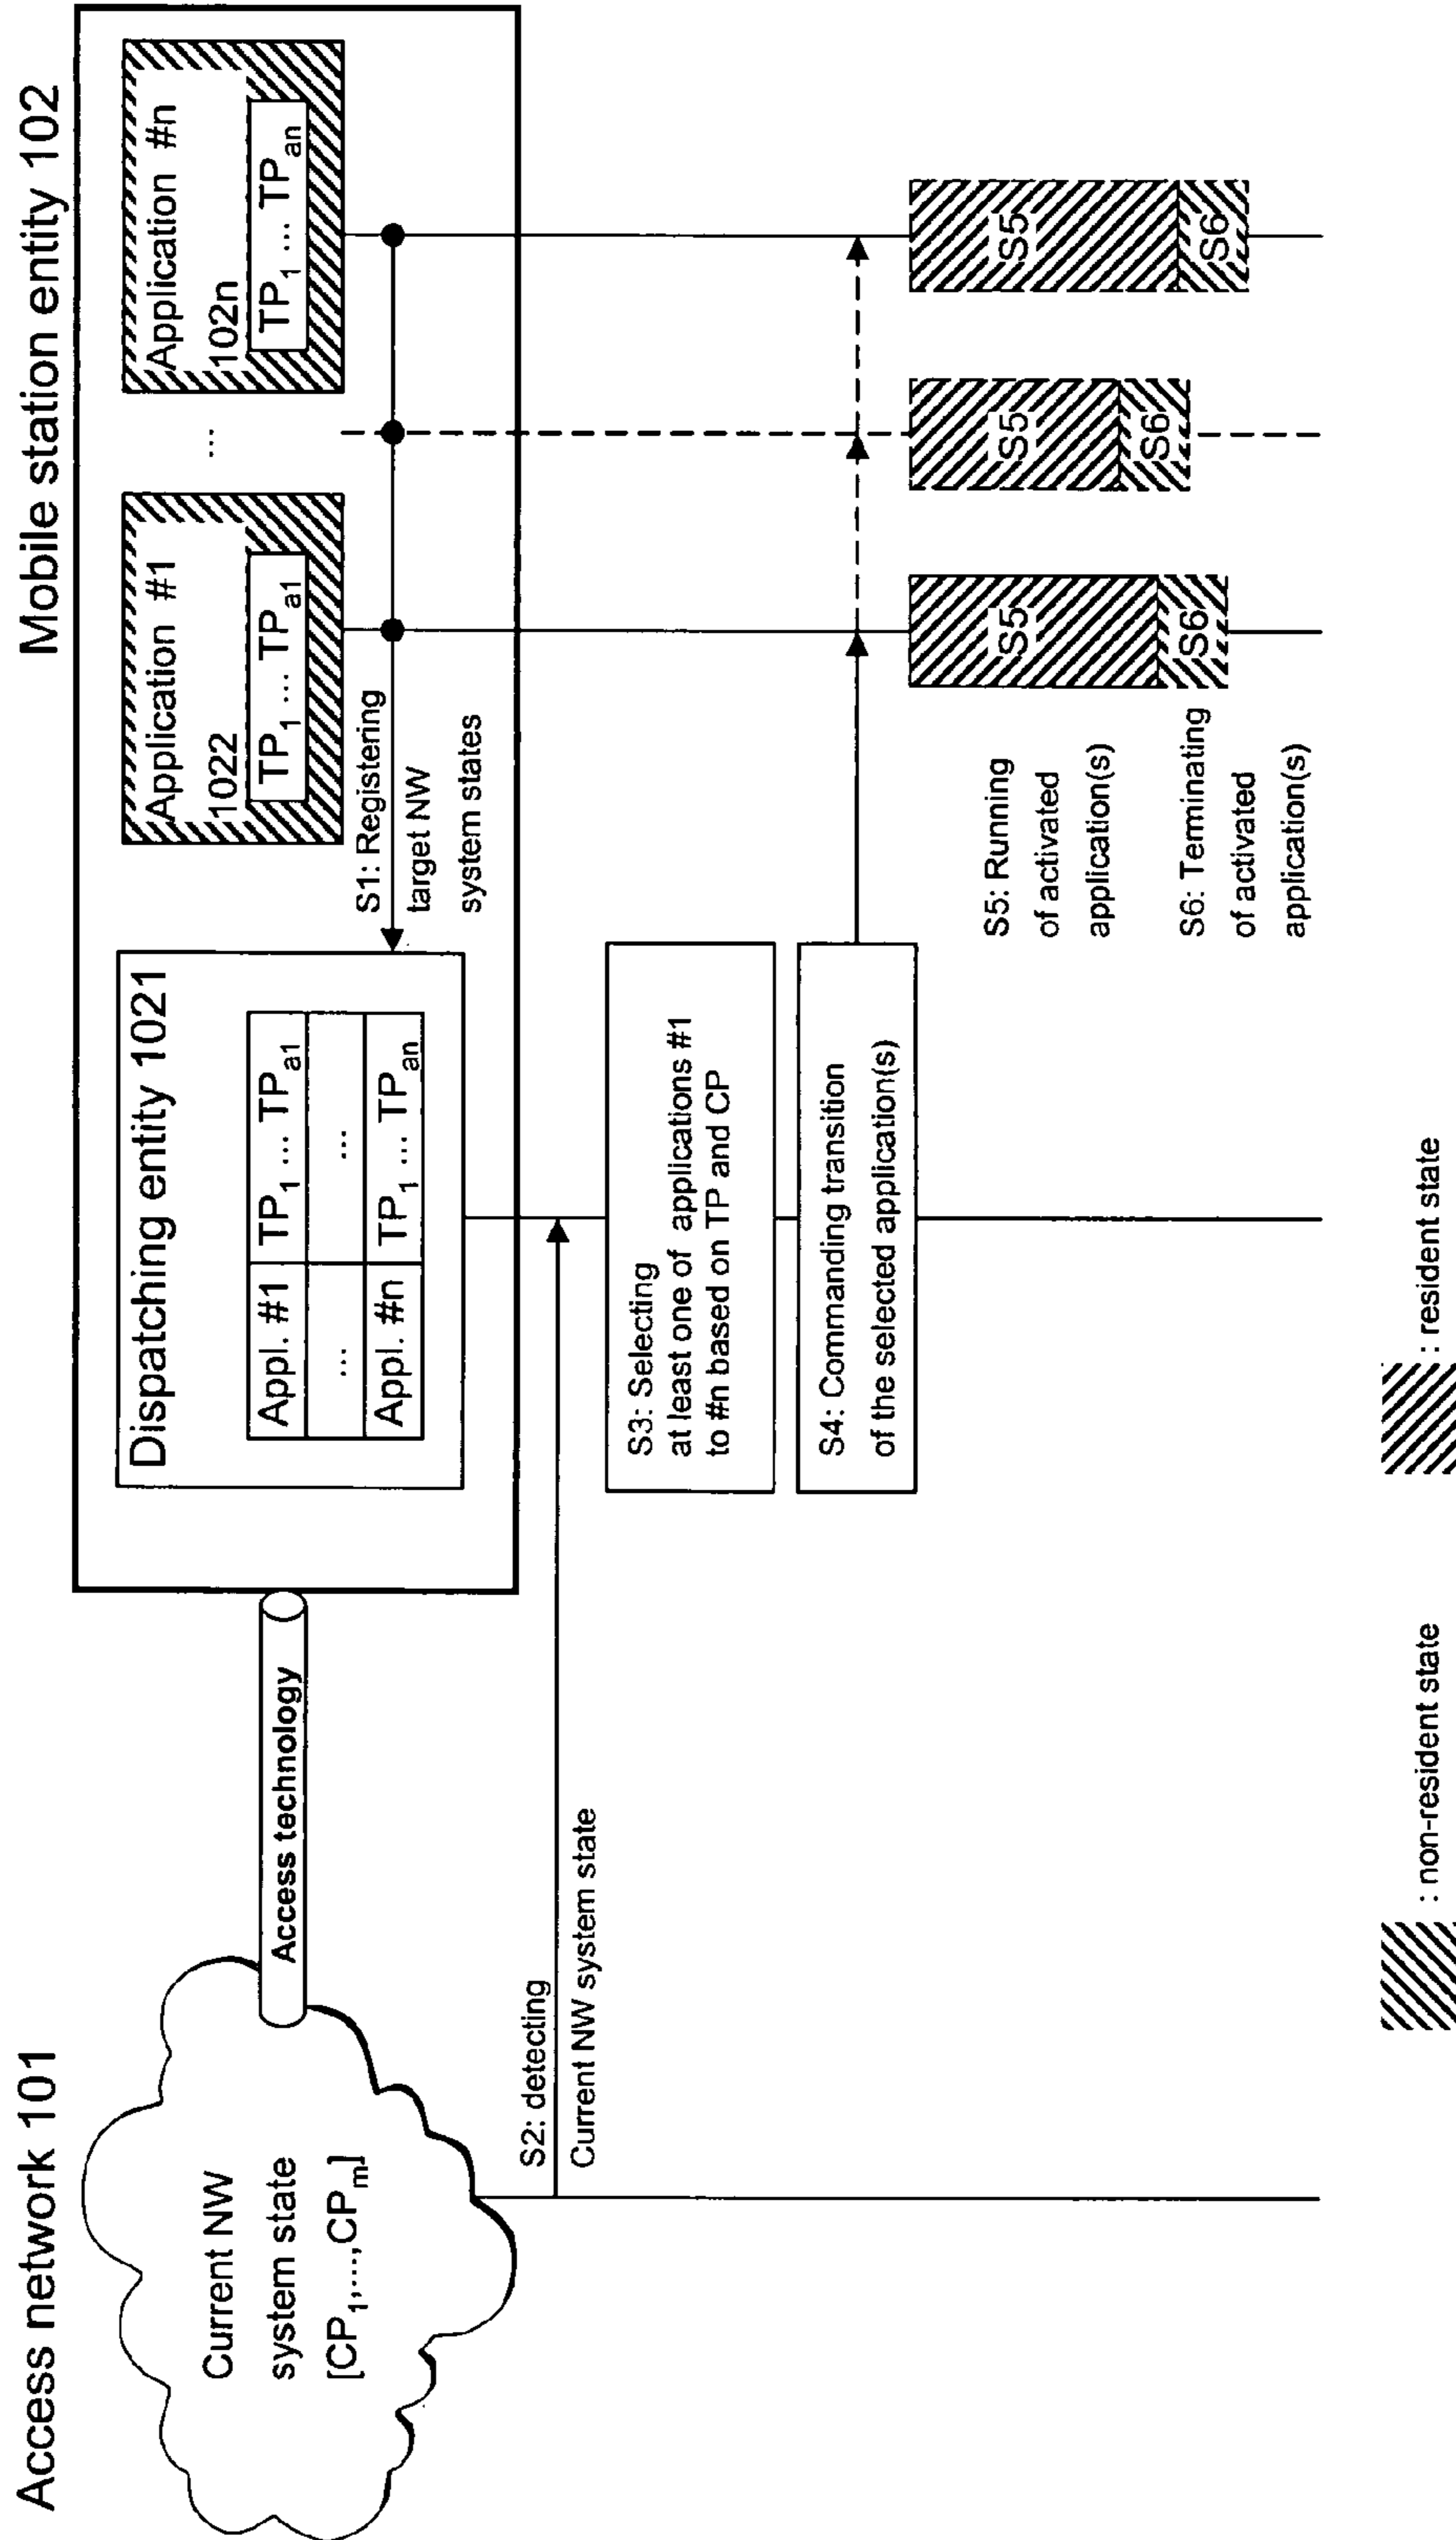 Access network 101
Mobile station entity 102
Current NW
system state
[CP1,...,CPm]
Access technology
Dispatching entity 1021
Appl. #1 TP1 ... TPa1
... ...
Appl. #n TP1 ... TPan
Application #1
1022
TP1 ... TPa1
...
Application #n
102n
TP1 ... TPan
S1: Registering
target NW
system states
S2: detecting
Current NW system state
S3: Selecting
at least one of applications #1
to #n based on TP and CP
S4: Commanding transition
of the selected application(s)
S5: Running
of activated
application(s)
S6: Terminating
of activated
application(s)
S5
S5
S5
S6
S6
S6
: non-resident state
: resident state